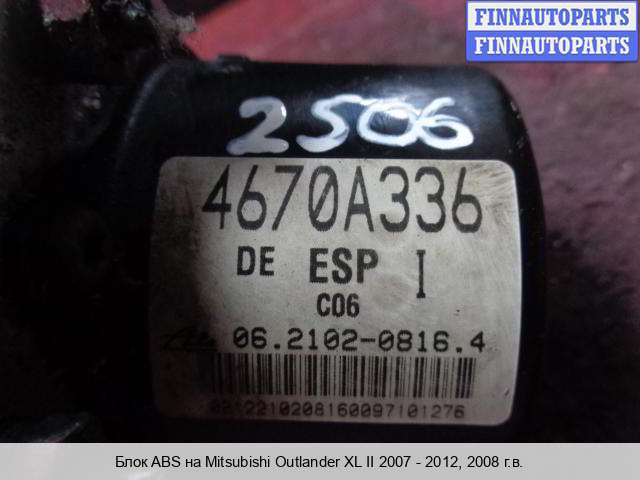 FINNAUTOPARTS
FINNAUTOPARTS
2506
4670A336
DE ESP I
C06
Ate 06.2102-0816.4
Блок ABS на Mitsubishi Outlander XL II 2007 - 2012, 2008 г.в.